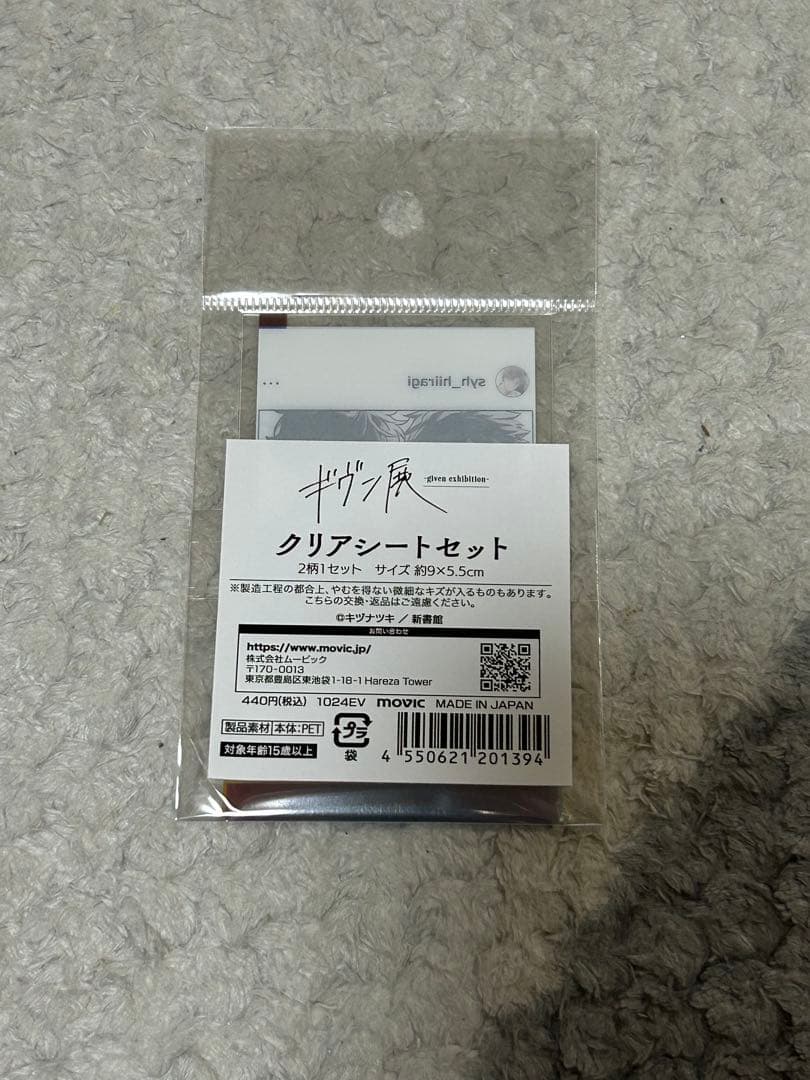 syh_hiiragi
...
ギヴン展 -given exhibition-
クリアシートセット
2柄1セット サイズ 約9×5.5cm
※製造工程の都合上、やむを得ない微細なキズが入るものもあります。
こちらの交換・返品はご遠慮ください。
©キヅナツキ / 新書館
お問い合わせ
https://www.movic.jp/
株式会社ムービック
〒170-0013
東京都豊島区東池袋1-18-1 Hareza Tower
440円(税込) 1024EV movic MADE IN JAPAN
製品素材 本体:PET
対象年齢15歳以上
プラ
袋
4 550621 201394